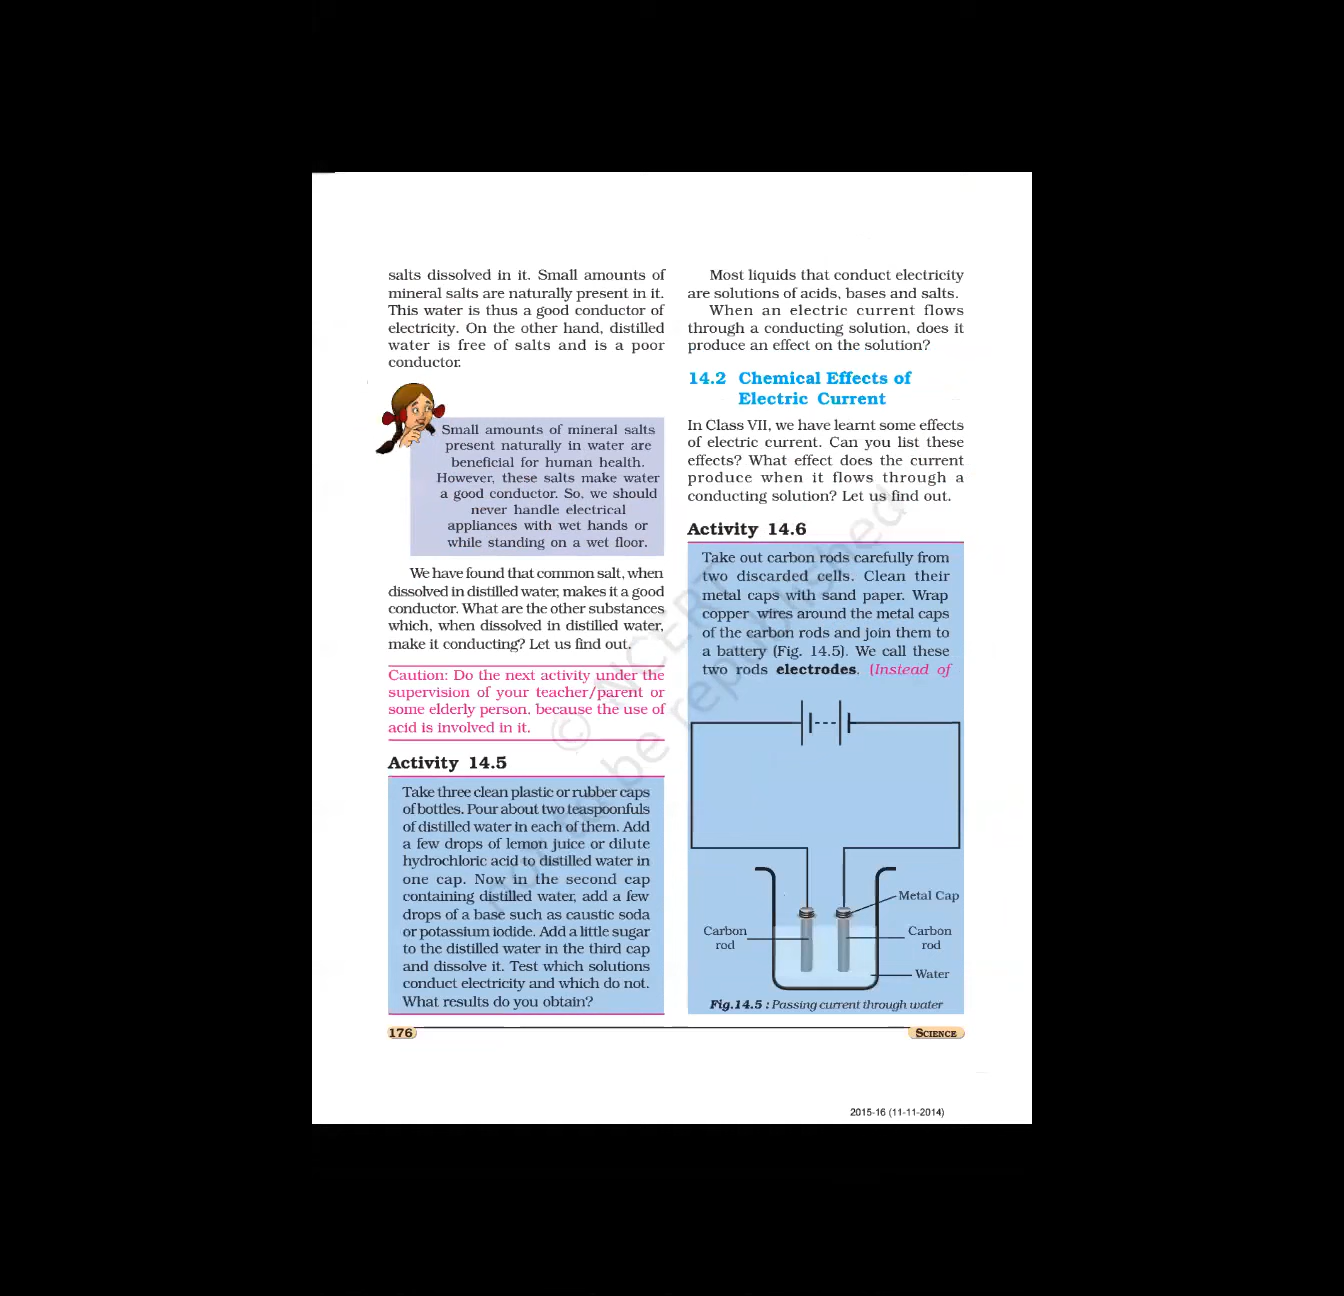 salts dissolved in it. Small amounts of
mineral salts are naturally present in it.
This water is thus a good conductor of
electricity. On the other hand, distilled
water is free of salts and is a poor
conductor.
Small amounts of mineral salts
present naturally in water are
beneficial for human health.
However, these salts make water
a good conductor. So, we should
never handle electrical
appliances with wet hands or
while standing on a wet floor.
We have found that common salt, when
dissolved in distilled water, makes it a good
conductor. What are the other substances
which, when dissolved in distilled water,
make it conducting? Let us find out.
Caution: Do the next activity under the
supervision of your teacher/parent or
some elderly person, because the use of
acid is involved in it.
Activity 14.5
Take three clean plastic or rubber caps
of bottles. Pour about two teaspoonfuls
of distilled water in each of them. Add
a few drops of lemon juice or dilute
hydrochloric acid to distilled water in
one cap. Now in the second cap
containing distilled water, add a few
drops of a base such as caustic soda
or potassium iodide. Add a little sugar
to the distilled water in the third cap
and dissolve it. Test which solutions
conduct electricity and which do not.
What results do you obtain?
Most liquids that conduct electricity
are solutions of acids, bases and salts.
When an electric current flows
through a conducting solution, does it
produce an effect on the solution?
14.2 Chemical Effects of
Electric Current
In Class VII, we have learnt some effects
of electric current. Can you list these
effects? What effect does the current
produce when it flows through a
conducting solution? Let us find out.
Activity 14.6
Take out carbon rods carefully from
two discarded cells. Clean their
metal caps with sand paper. Wrap
copper wires around the metal caps
of the carbon rods and join them to
a battery (Fig. 14.5). We call these
two rods electrodes. (Instead of
Metal Cap
Carbon
rod
Carbon
rod
Water
Fig.14.5 : Passing current through water
176
SCIENCE
2015-16 (11-11-2014)
© NCERT
not to be republished